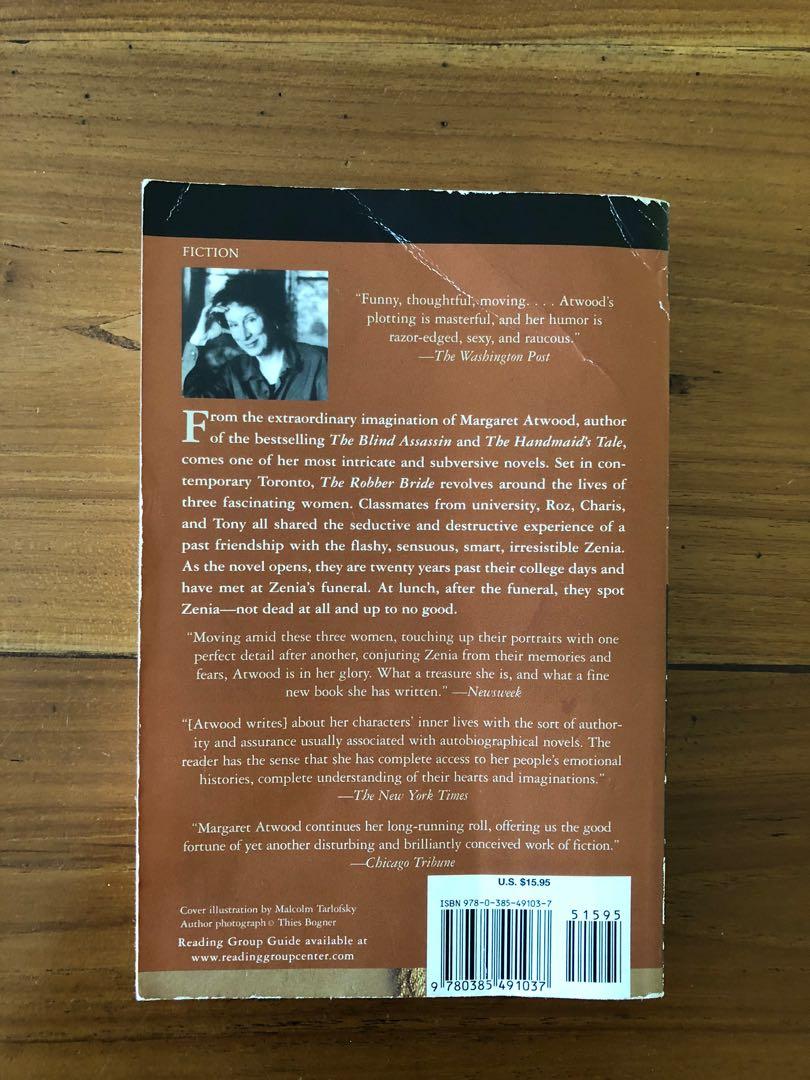 FICTION
“Funny, thoughtful, moving. . . . Atwood’s
plotting is masterful, and her humor is
razor-edged, sexy, and raucous.”
—The Washington Post
From the extraordinary imagination of Margaret Atwood, author
of the bestselling The Blind Assassin and The Handmaid’s Tale,
comes one of her most intricate and subversive novels. Set in con-
temporary Toronto, The Robber Bride revolves around the lives of
three fascinating women. Classmates from university, Roz, Charis,
and Tony all shared the seductive and destructive experience of a
past friendship with the flashy, sensuous, smart, irresistible Zenia.
As the novel opens, they are twenty years past their college days and
have met at Zenia’s funeral. At lunch, after the funeral, they spot
Zenia—not dead at all and up to no good.
“Moving amid these three women, touching up their portraits with one
perfect detail after another, conjuring Zenia from their memories and
fears, Atwood is in her glory. What a treasure she is, and what a fine
new book she has written.” —Newsweek
“[Atwood writes] about her characters’ inner lives with the sort of author-
ity and assurance usually associated with autobiographical novels. The
reader has the sense that she has complete access to her people’s emotional
histories, complete understanding of their hearts and imaginations.”
—The New York Times
“Margaret Atwood continues her long-running roll, offering us the good
fortune of yet another disturbing and brilliantly conceived work of fiction.”
—Chicago Tribune
Cover illustration by Malcolm Tarlofsky
Author photograph © Thies Bogner
Reading Group Guide available at
www.readinggroupcenter.com
U.S. $15.95
ISBN 978-0-385-49103-7
51595
9 780385 491037